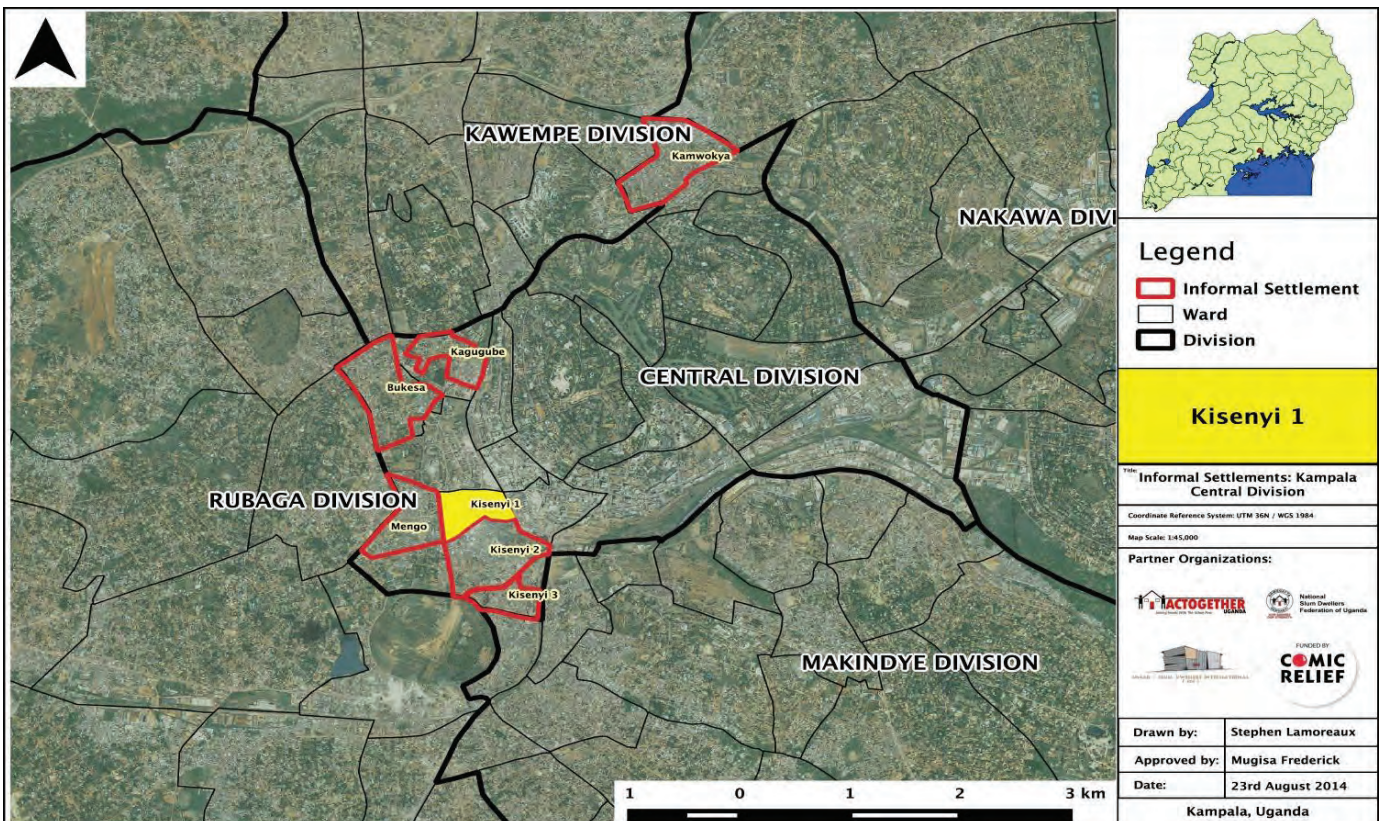 KAWEMPE DIVISION
Kamwokya
NAKAWA DIVI
Kagugube
Bukesa
CENTRAL DIVISION
RUBAGA DIVISION
Kisenyi 1
Mengo
Kisenyi 2
Kisenyi 3
MAKINDYE DIVISION
1 0 1 2 3 km
Legend
Informal Settlement
Ward
Division
Kisenyi 1
Title: Informal Settlements: Kampala
Central Division
Coordinate Reference System: UTM 36N / WGS 1984
Map Scale: 1:45,000
Partner Organizations:
ACTOGETHER
UGANDA
National
Slum Dwellers
Federation of Uganda
FUNDED BY
COMIC
RELIEF
Drawn by: Stephen Lamoreaux
Approved by: Mugisa Frederick
Date: 23rd August 2014
Kampala, Uganda